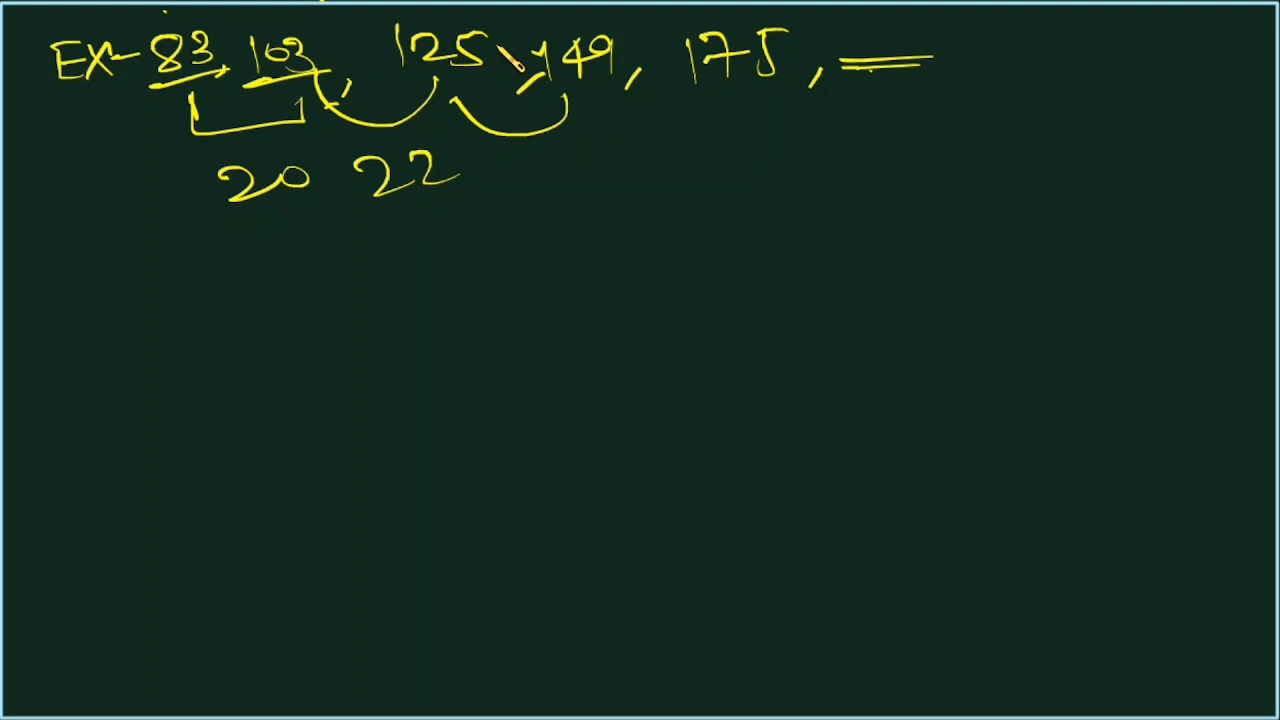 EX- 83, 103, 125, 149, 175, =
20 22